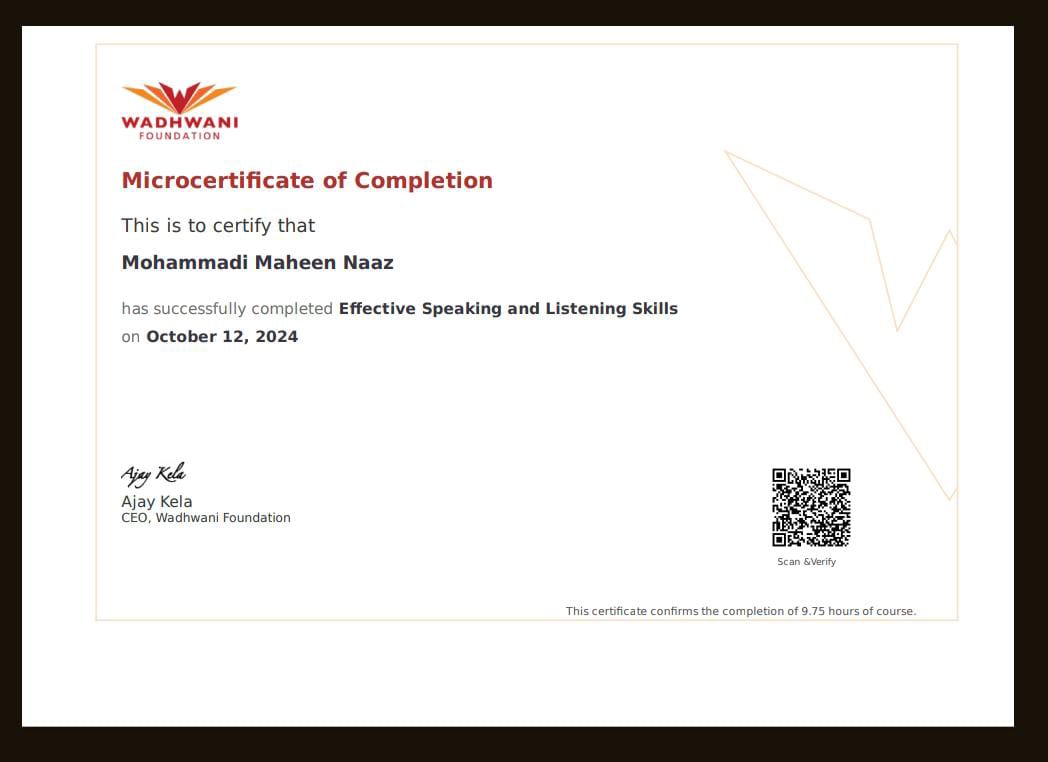 WADHWANI
FOUNDATION
Microcertificate of Completion
This is to certify that
Mohammadi Maheen Naaz
has successfully completed Effective Speaking and Listening Skills
on October 12, 2024
Ajay Kela
Ajay Kela
CEO, Wadhwani Foundation
Scan &Verify
This certificate confirms the completion of 9.75 hours of course.